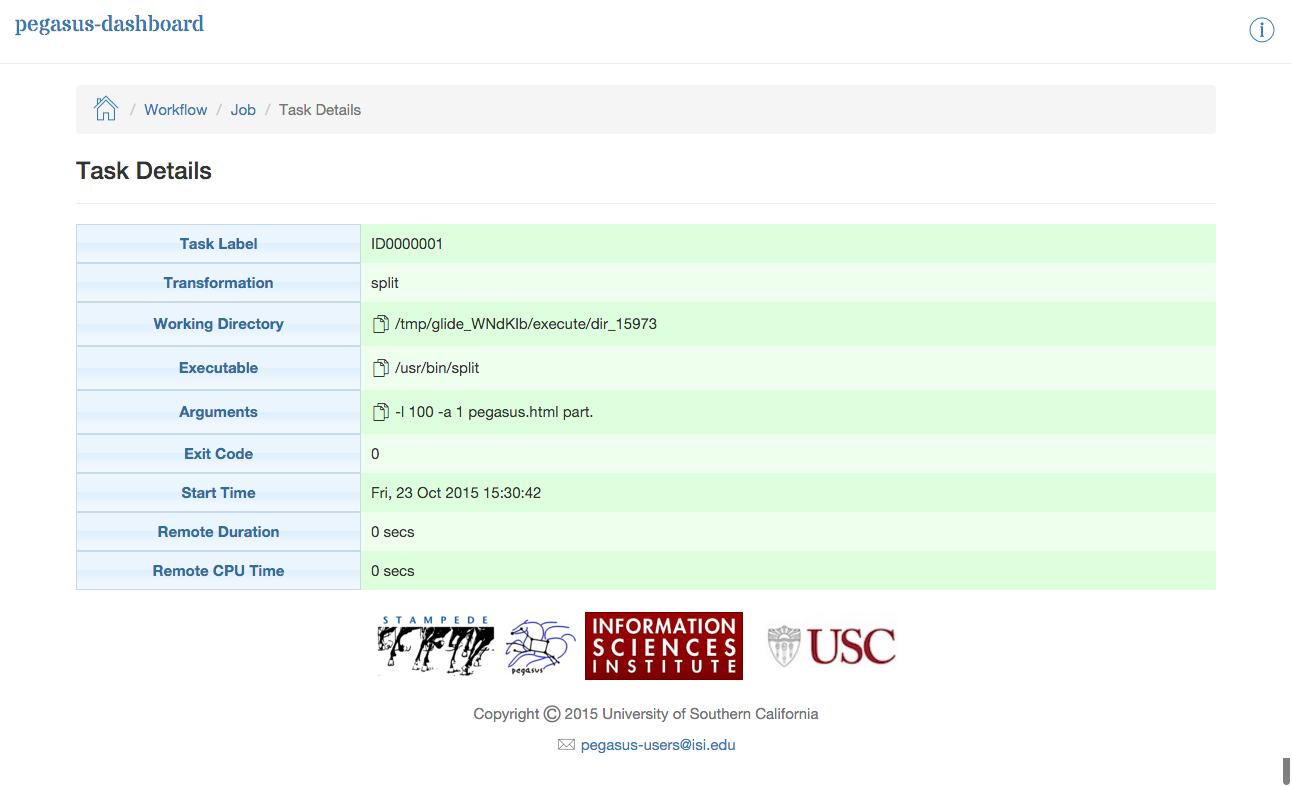 pegasus-dashboard
/ Workflow / Job / Task Details
Task Details
Task Label ID0000001
Transformation split
Working Directory /tmp/glide_WNdKIb/execute/dir_15973
Executable /usr/bin/split
Arguments -l 100 -a 1 pegasus.html part.
Exit Code 0
Start Time Fri, 23 Oct 2015 15:30:42
Remote Duration 0 secs
Remote CPU Time 0 secs
STAMPEDE
pegasus
INFORMATION
SCIENCES
INSTITUTE
USC
Copyright © 2015 University of Southern California
pegasus-users@isi.edu